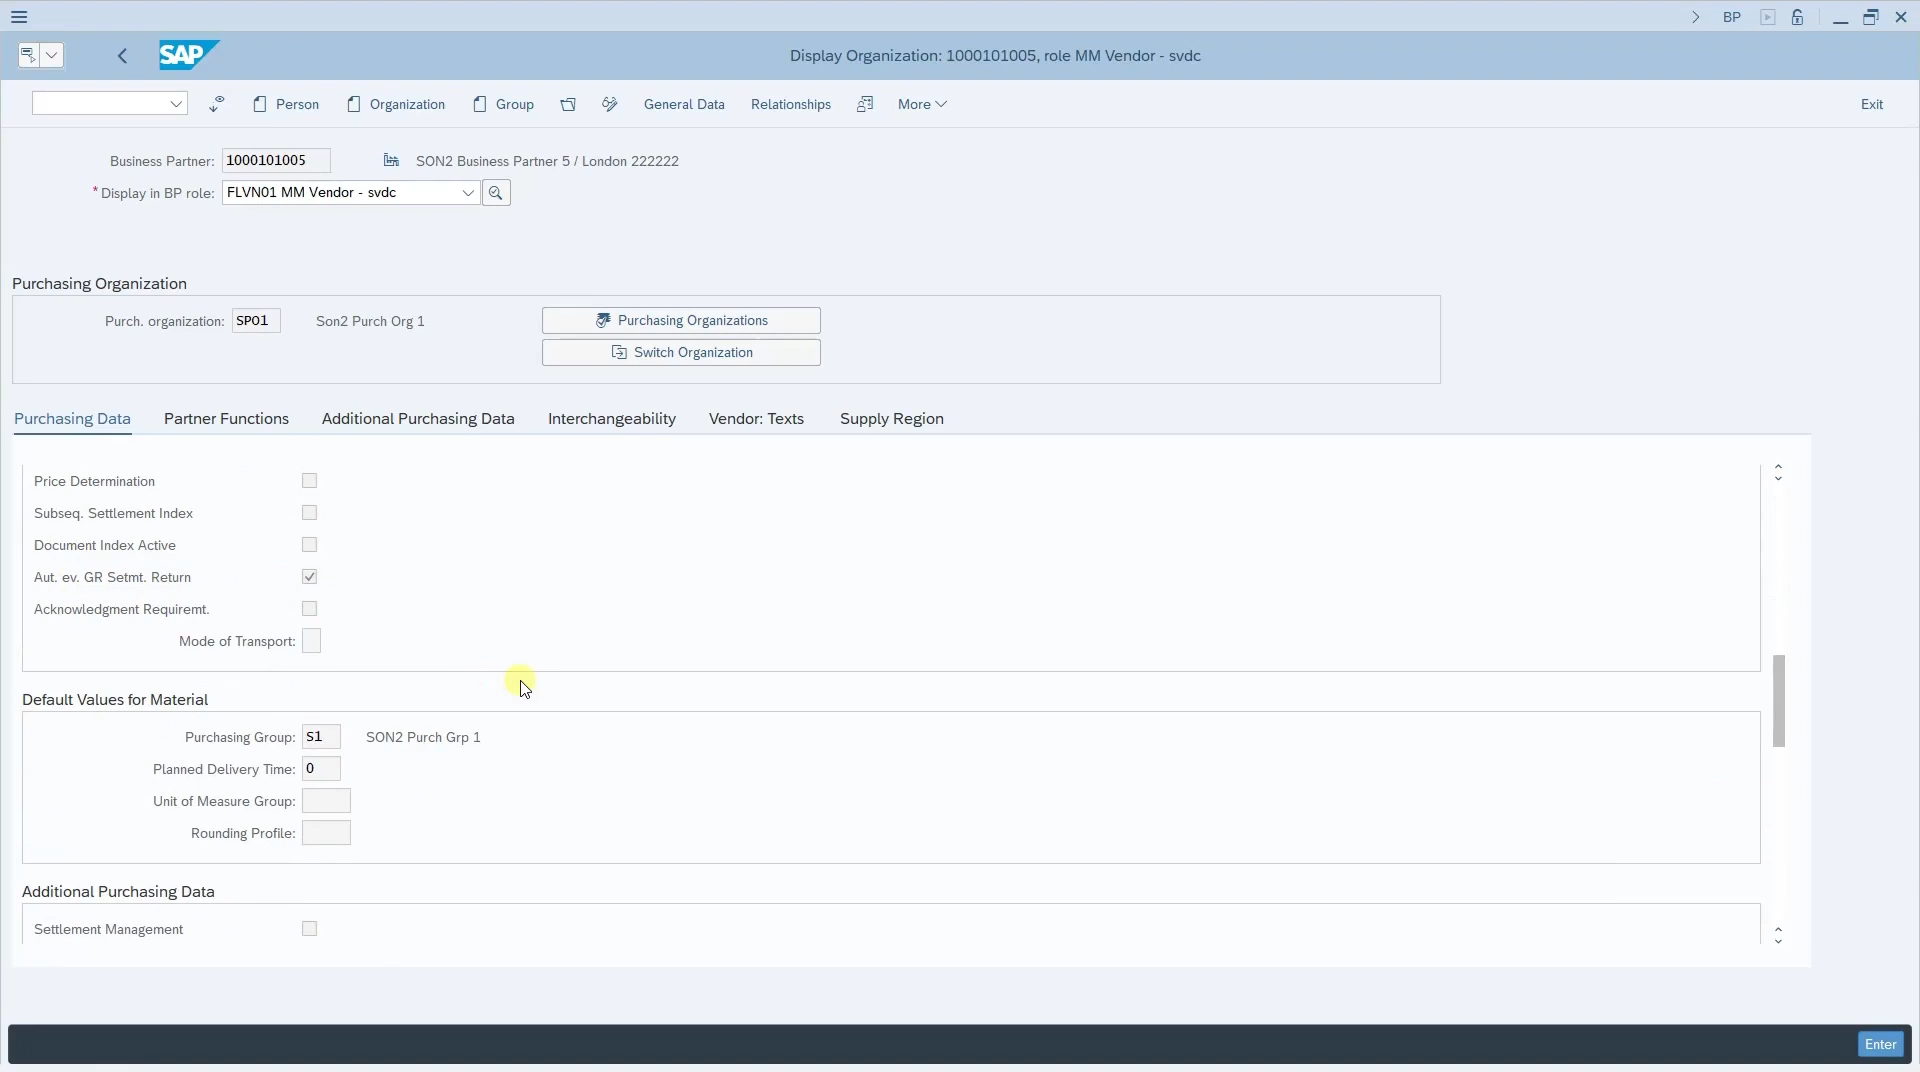 BP
SAP
Display Organization: 1000101005, role MM Vendor - svdc
Person
Organization
Group
General Data
Relationships
More
Exit
Business Partner: 1000101005 SON2 Business Partner 5 / London 222222
* Display in BP role: FLVN01 MM Vendor - svdc
Purchasing Organization
Purch. organization: SPO1 Son2 Purch Org 1
Purchasing Organizations
Switch Organization
Purchasing Data
Partner Functions
Additional Purchasing Data
Interchangeability
Vendor: Texts
Supply Region
Price Determination
Subseq. Settlement Index
Document Index Active
Aut. ev. GR Setmt. Return
Acknowledgment Requiremt.
Mode of Transport:
Default Values for Material
Purchasing Group: S1 SON2 Purch Grp 1
Planned Delivery Time: 0
Unit of Measure Group:
Rounding Profile:
Additional Purchasing Data
Settlement Management
Enter